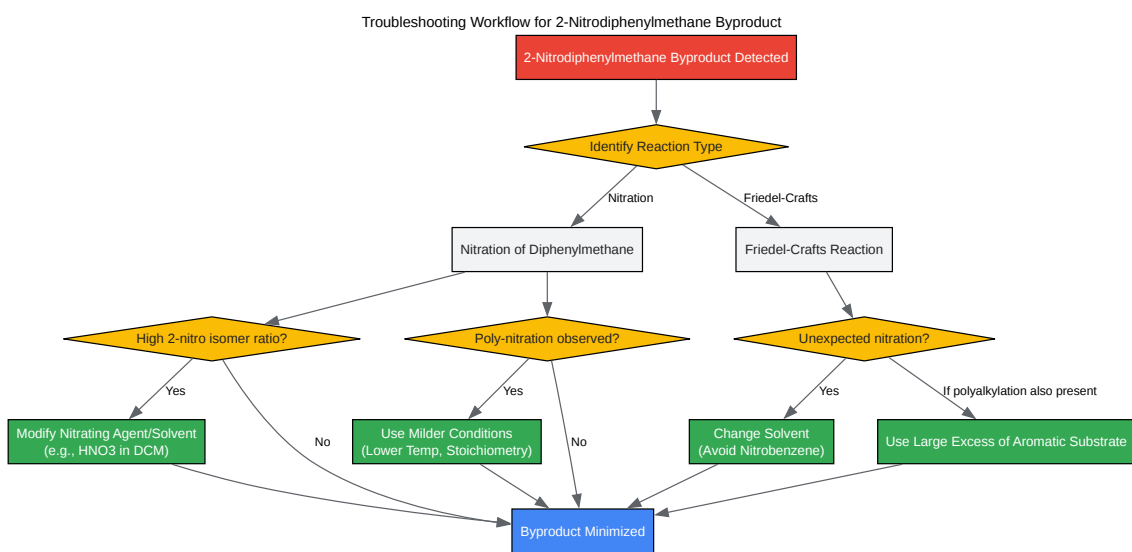 Troubleshooting Workflow for 2-Nitrodiphenylmethane Byproduct
2-Nitrodiphenylmethane Byproduct Detected
Identify Reaction Type
Nitration
Friedel-Crafts
Nitration of Diphenylmethane
Friedel-Crafts Reaction
High 2-nitro isomer ratio?
Poly-nitration observed?
Unexpected nitration?
Yes
Yes
Yes
If polyalkylation also present
Modify Nitrating Agent/Solvent
(e.g., HNO3 in DCM)
No
Use Milder Conditions
(Lower Temp, Stoichiometry)
No
Change Solvent
(Avoid Nitrobenzene)
Use Large Excess of Aromatic Substrate
Byproduct Minimized